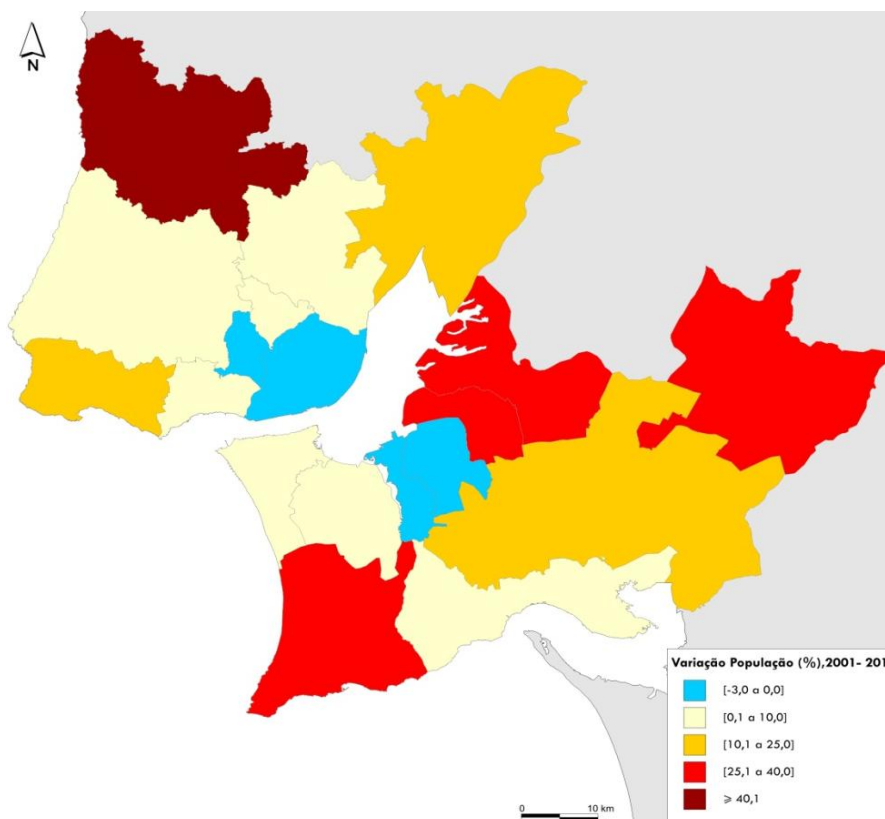 N
Variação População (%),2001- 201
[-3,0 a 0,0]
[0,1 a 10,0]
[10,1 a 25,0]
[25,1 a 40,0]
⩾ 40,1
0 10 km